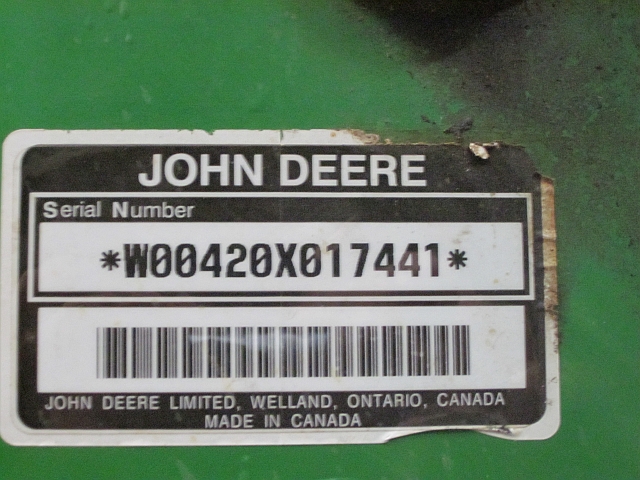 JOHN DEERE
Serial Number
*W00420X017441*
JOHN DEERE LIMITED, WELLAND, ONTARIO, CANADA
MADE IN CANADA